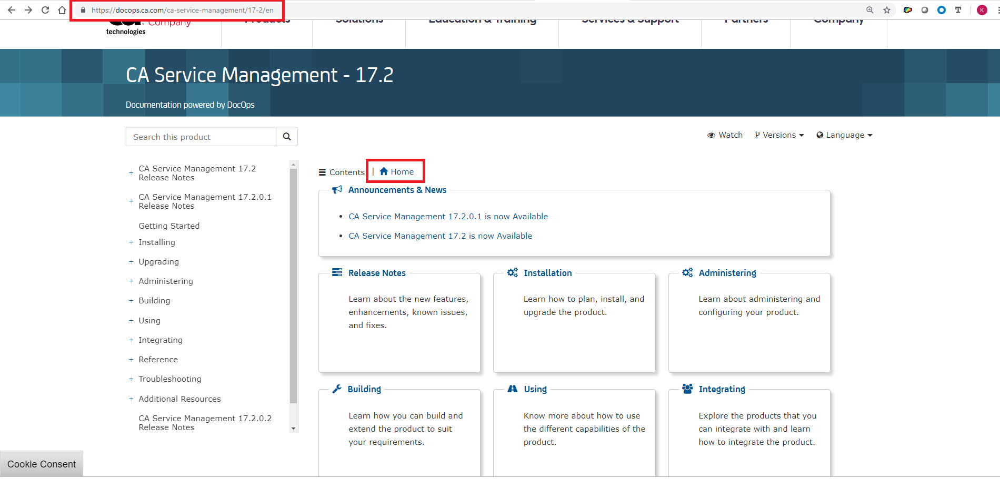 https://docops.ca.com/ca-service-management/17-2/en
K
Company
technologies
Products
Solutions
Education & Training
Services & Support
Partners
Company
CA Service Management - 17.2
Documentation powered by DocOps
Search this product
Watch
Versions
Language
CA Service Management 17.2
Release Notes
CA Service Management 17.2.0.1
Release Notes
Getting Started
Installing
Upgrading
Administering
Building
Using
Integrating
Reference
Troubleshooting
Additional Resources
CA Service Management 17.2.0.2
Release Notes
Contents | Home
Announcements & News
• CA Service Management 17.2.0.1 is now Available
• CA Service Management 17.2 is now Available
Release Notes
Learn about the new features,
enhancements, known issues,
and fixes.
Installation
Learn how to plan, install, and
upgrade the product.
Administering
Learn about administering and
configuring your product.
Building
Learn how you can build and
extend the product to suit
your requirements.
Using
Know more about how to use
the different capabilities of the
product.
Integrating
Explore the products that you
can integrate with and learn
how to integrate the product.
Cookie Consent